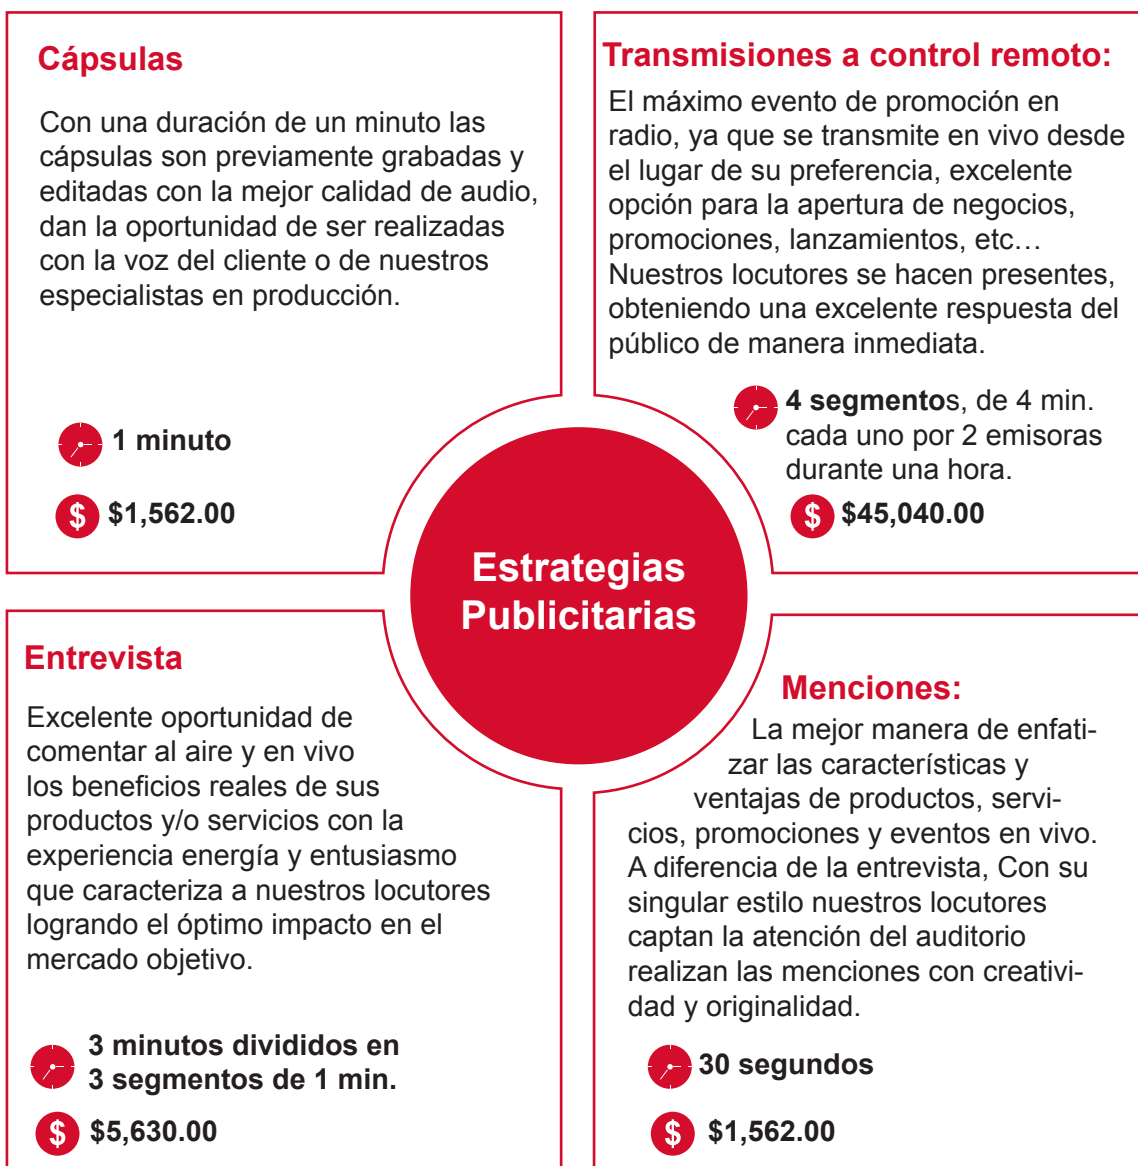 Cápsulas
Con una duración de un minuto las
cápsulas son previamente grabadas y
editadas con la mejor calidad de audio,
dan la oportunidad de ser realizadas
con la voz del cliente o de nuestros
especialistas en producción.
1 minuto
$
$1,562.00
Transmisiones a control remoto:
El máximo evento de promoción en
radio, ya que se transmite en vivo desde
el lugar de su preferencia, excelente
opción para la apertura de negocios,
promociones, lanzamientos, etc…
Nuestros locutores se hacen presentes,
obteniendo una excelente respuesta del
público de manera inmediata.
4 segmentos, de 4 min.
cada uno por 2 emisoras
durante una hora.
$
$45,040.00
Estrategias
Publicitarias
Entrevista
Excelente oportunidad de
comentar al aire y en vivo
los beneficios reales de sus
productos y/o servicios con la
experiencia energía y entusiasmo
que caracteriza a nuestros locutores
logrando el óptimo impacto en el
mercado objetivo.
3 minutos divididos en
3 segmentos de 1 min.
$
$5,630.00
Menciones:
La mejor manera de enfati-
zar las características y
ventajas de productos, servi-
cios, promociones y eventos en vivo.
A diferencia de la entrevista, Con su
singular estilo nuestros locutores
captan la atención del auditorio
realizan las menciones con creativi-
dad y originalidad.
30 segundos
$
$1,562.00